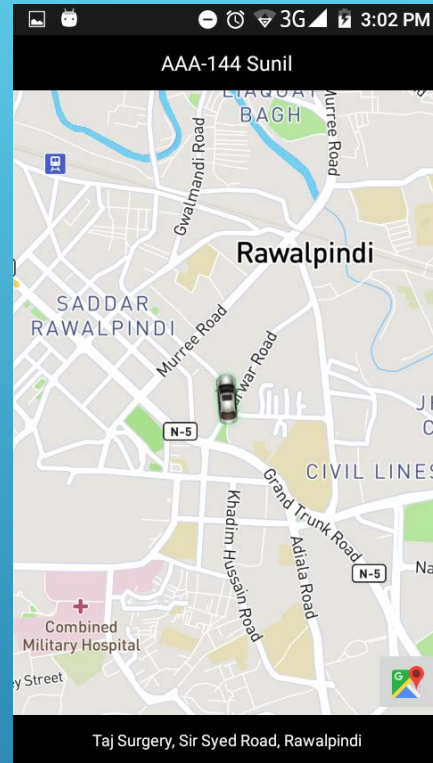 3G 3:02 PM
AAA-144 Sunil
LIAQUAT
BAGH
Murree Road
Gwalmandi Road
Rawalpindi
SADDAR
RAWALPINDI
Murree Road
N-5
CIVIL LINES
Grand Trunk Road
N-5
Khadim Hussain Road
Adiala Road
Combined
Military Hospital
Street
G
Taj Surgery, Sir Syed Road, Rawalpindi